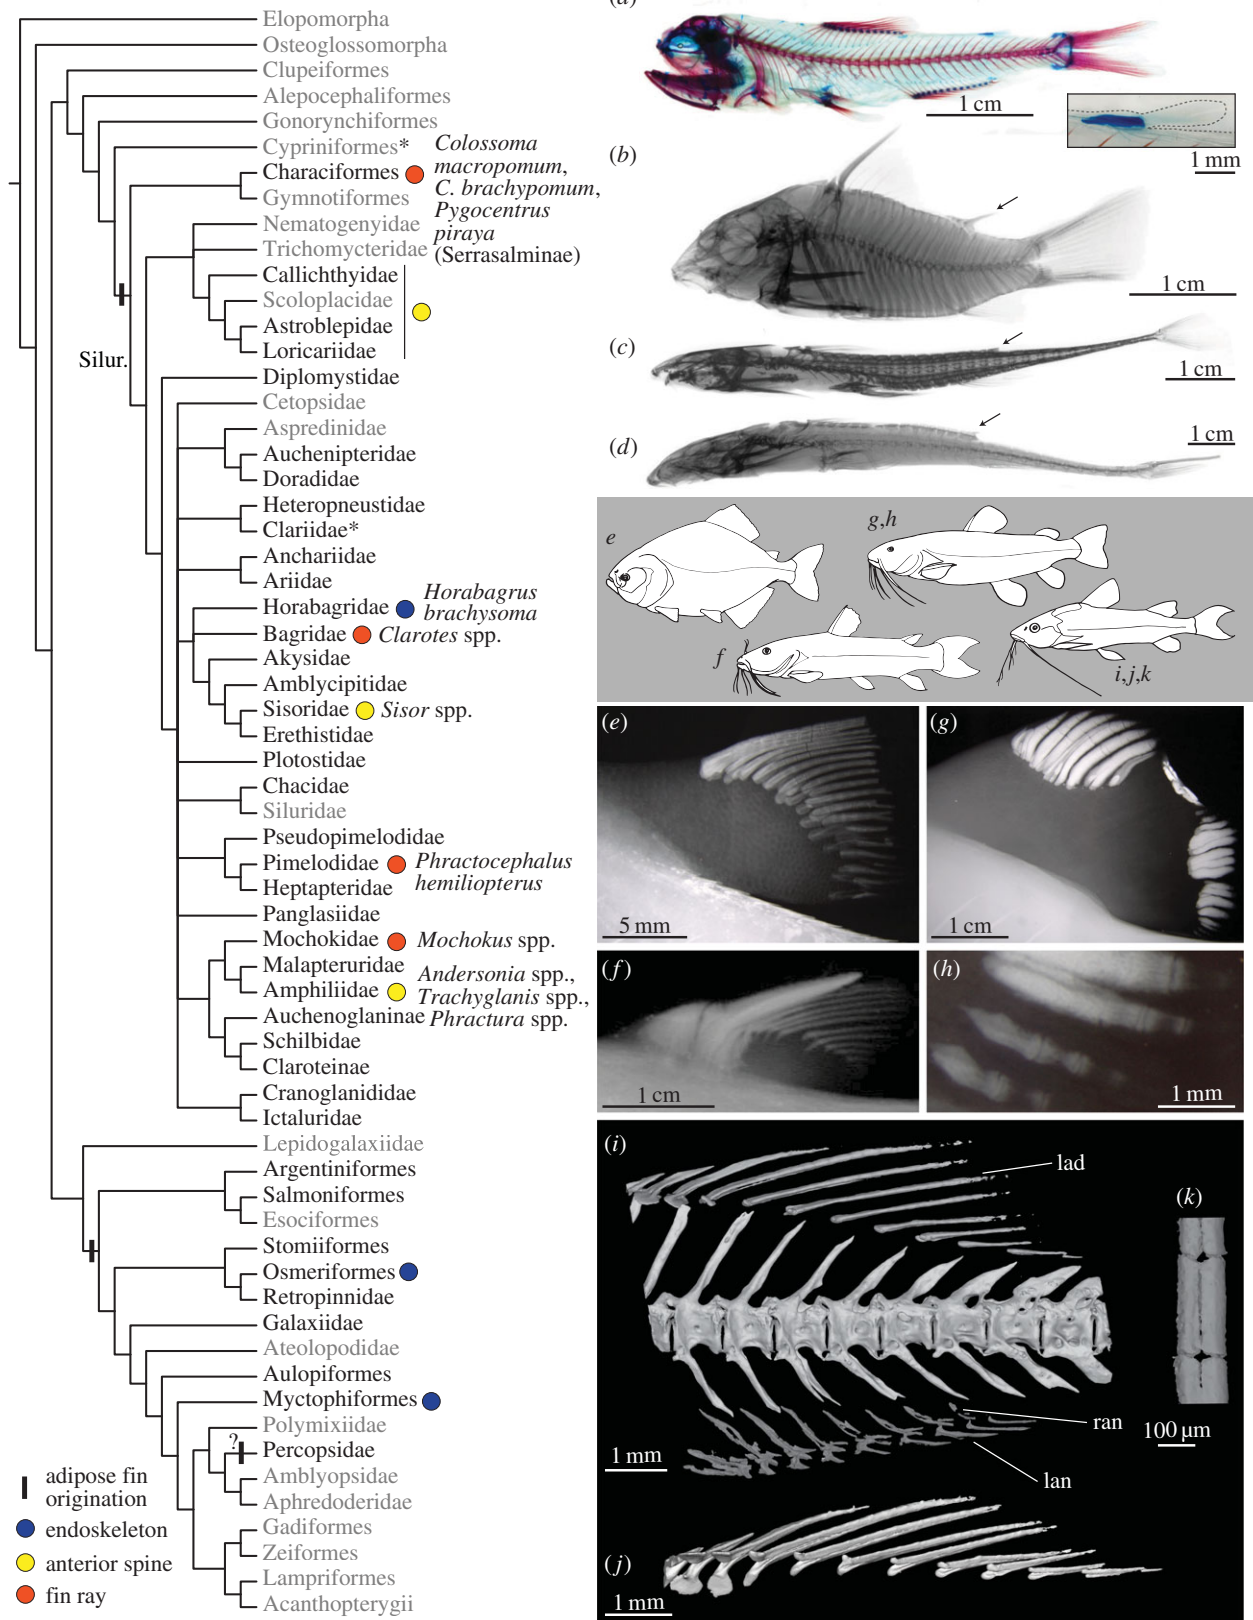 Elopomorpha
Osteoglossomorpha
Clupeiformes
Alepocephaliformes
Gonorynchiformes
Cypriniformes*
Characiformes
Colossoma
macropomum,
C. brachypomum,
Pygocentrus
piraya
(Serrasalminae)
Gymnotiformes
Nematogenyidae
Trichomycteridae
Callichthyidae
Scoloplacidae
Astroblepidae
Loricariidae
Silur.
Diplomystidae
Cetopsidae
Aspredinidae
Auchenipteridae
Doradidae
Heteropneustidae
Clariidae*
Anchariidae
Ariidae
Horabagridae
Horabagrus
brachysoma
Bagridae
Clarotes spp.
Akysidae
Amblycipitidae
Sisoridae
Sisor spp.
Erethistidae
Plotostidae
Chacidae
Siluridae
Pseudopimelodidae
Pimelodidae
Phractocephalus
hemiliopterus
Heptapteridae
Panglasiidae
Mochokidae
Mochokus spp.
Malapteruridae
Amphiliidae
Andersonia spp.,
Trachyglanis spp.,
Phractura spp.
Auchenoglaninae
Schilbidae
Claroteinae
Cranoglanididae
Ictaluridae
Lepidogalaxiidae
Argentiniformes
Salmoniformes
Esociformes
Stomiiformes
Osmeriformes
Retropinnidae
Galaxiidae
Ateolopodidae
Aulopiformes
Myctophiformes
Polymixiidae
?
Percopsidae
Amblyopsidae
Aphredoderidae
Gadiformes
Zeiformes
Lampriformes
Acanthopterygii
adipose fin
origination
endoskeleton
anterior spine
fin ray
(a)
1 cm
1 mm
(b)
1 cm
(c)
1 cm
(d)
1 cm
e
g,h
f
i,j,k
(e)
5 mm
(g)
1 cm
(f)
1 cm
(h)
1 mm
(i)
lad
ran
lan
1 mm
(k)
100 µm
(j)
1 mm